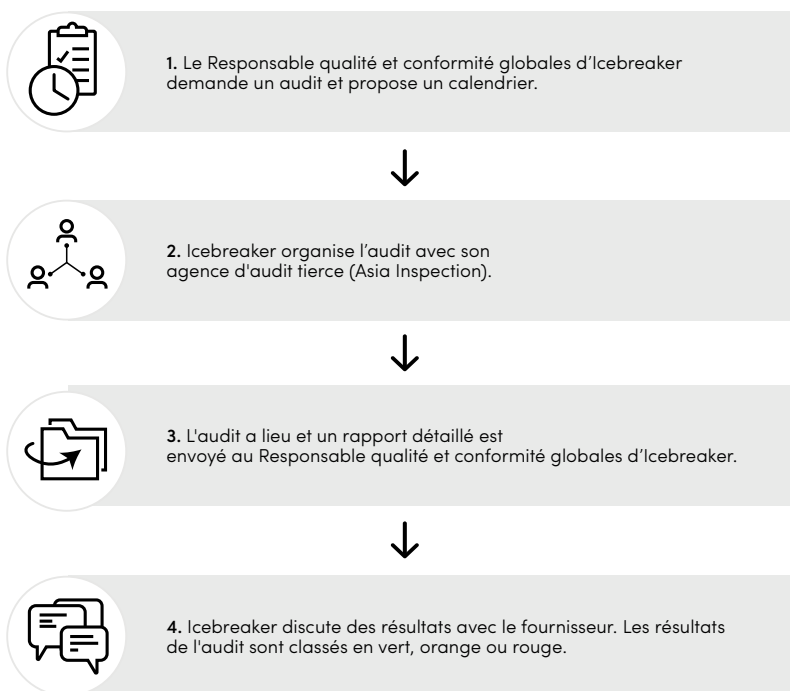 1. Le Responsable qualité et conformité globales d’Icebreaker
demande un audit et propose un calendrier.
2. Icebreaker organise l’audit avec son
agence d'audit tierce (Asia Inspection).
3. L'audit a lieu et un rapport détaillé est
envoyé au Responsable qualité et conformité globales d’Icebreaker.
4. Icebreaker discute des résultats avec le fournisseur. Les résultats
de l'audit sont classés en vert, orange ou rouge.